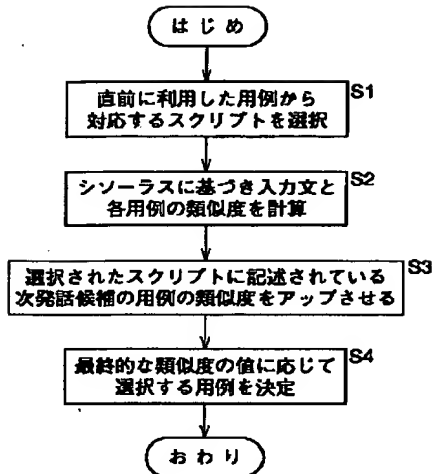 はじめ
S1
直前に利用した用例から
対応するスクリプトを選択
S2
シソーラスに基づき入力文と
各用例の類似度を計算
S3
選択されたスクリプトに記述されている
次発話候補の用例の類似度をアップさせる
S4
最終的な類似度の値に応じて
選択する用例を決定
おわり